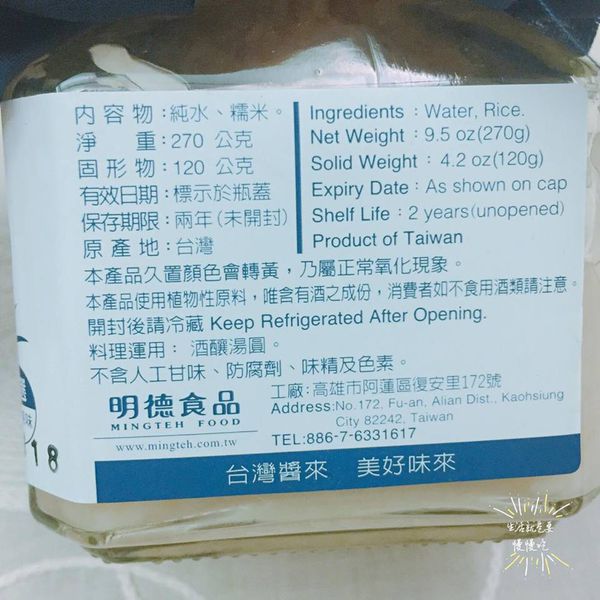 內容物：純水、糯米。
淨重：270 公克
固形物：120 公克
有效日期：標示於瓶蓋
保存期限：兩年(未開封)
原產地：台灣
Ingredients：Water, Rice.
Net Weight：9.5 oz(270g)
Solid Weight：4.2 oz(120g)
Expiry Date：As shown on cap
Shelf Life：2 years(unopened)
Product of Taiwan
本產品久置顏色會轉黃，乃屬正常氧化現象。
本產品使用植物性原料，唯含有酒之成份，消費者如不食用酒類請注意。
開封後請冷藏 Keep Refrigerated After Opening.
料理運用：酒釀湯圓。
不含人工甘味、防腐劑、味精及色素。
明德食品
MINGTEH FOOD
www.mingteh.com.tw
工廠：高雄市阿蓮區復安里172號
Address:No.172, Fu-an, Alian Dist., Kaohsiung
City 82242, Taiwan
TEL:886-7-6331617
18
台灣醬來 美好味來
生活就是要
慢慢吃